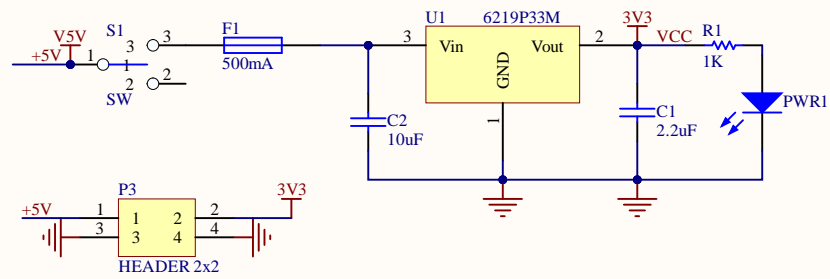 V5V
+5V
1
S1
3
3
1
2
2
SW
F1
500mA
C2
10uF
U1
6219P33M
3
Vin
Vout
2
GND
1
3V3
VCC
R1
1K
C1
2.2uF
PWR1
P3
+5V
1
1
2
2
3V3
3
3
4
4
HEADER 2x2